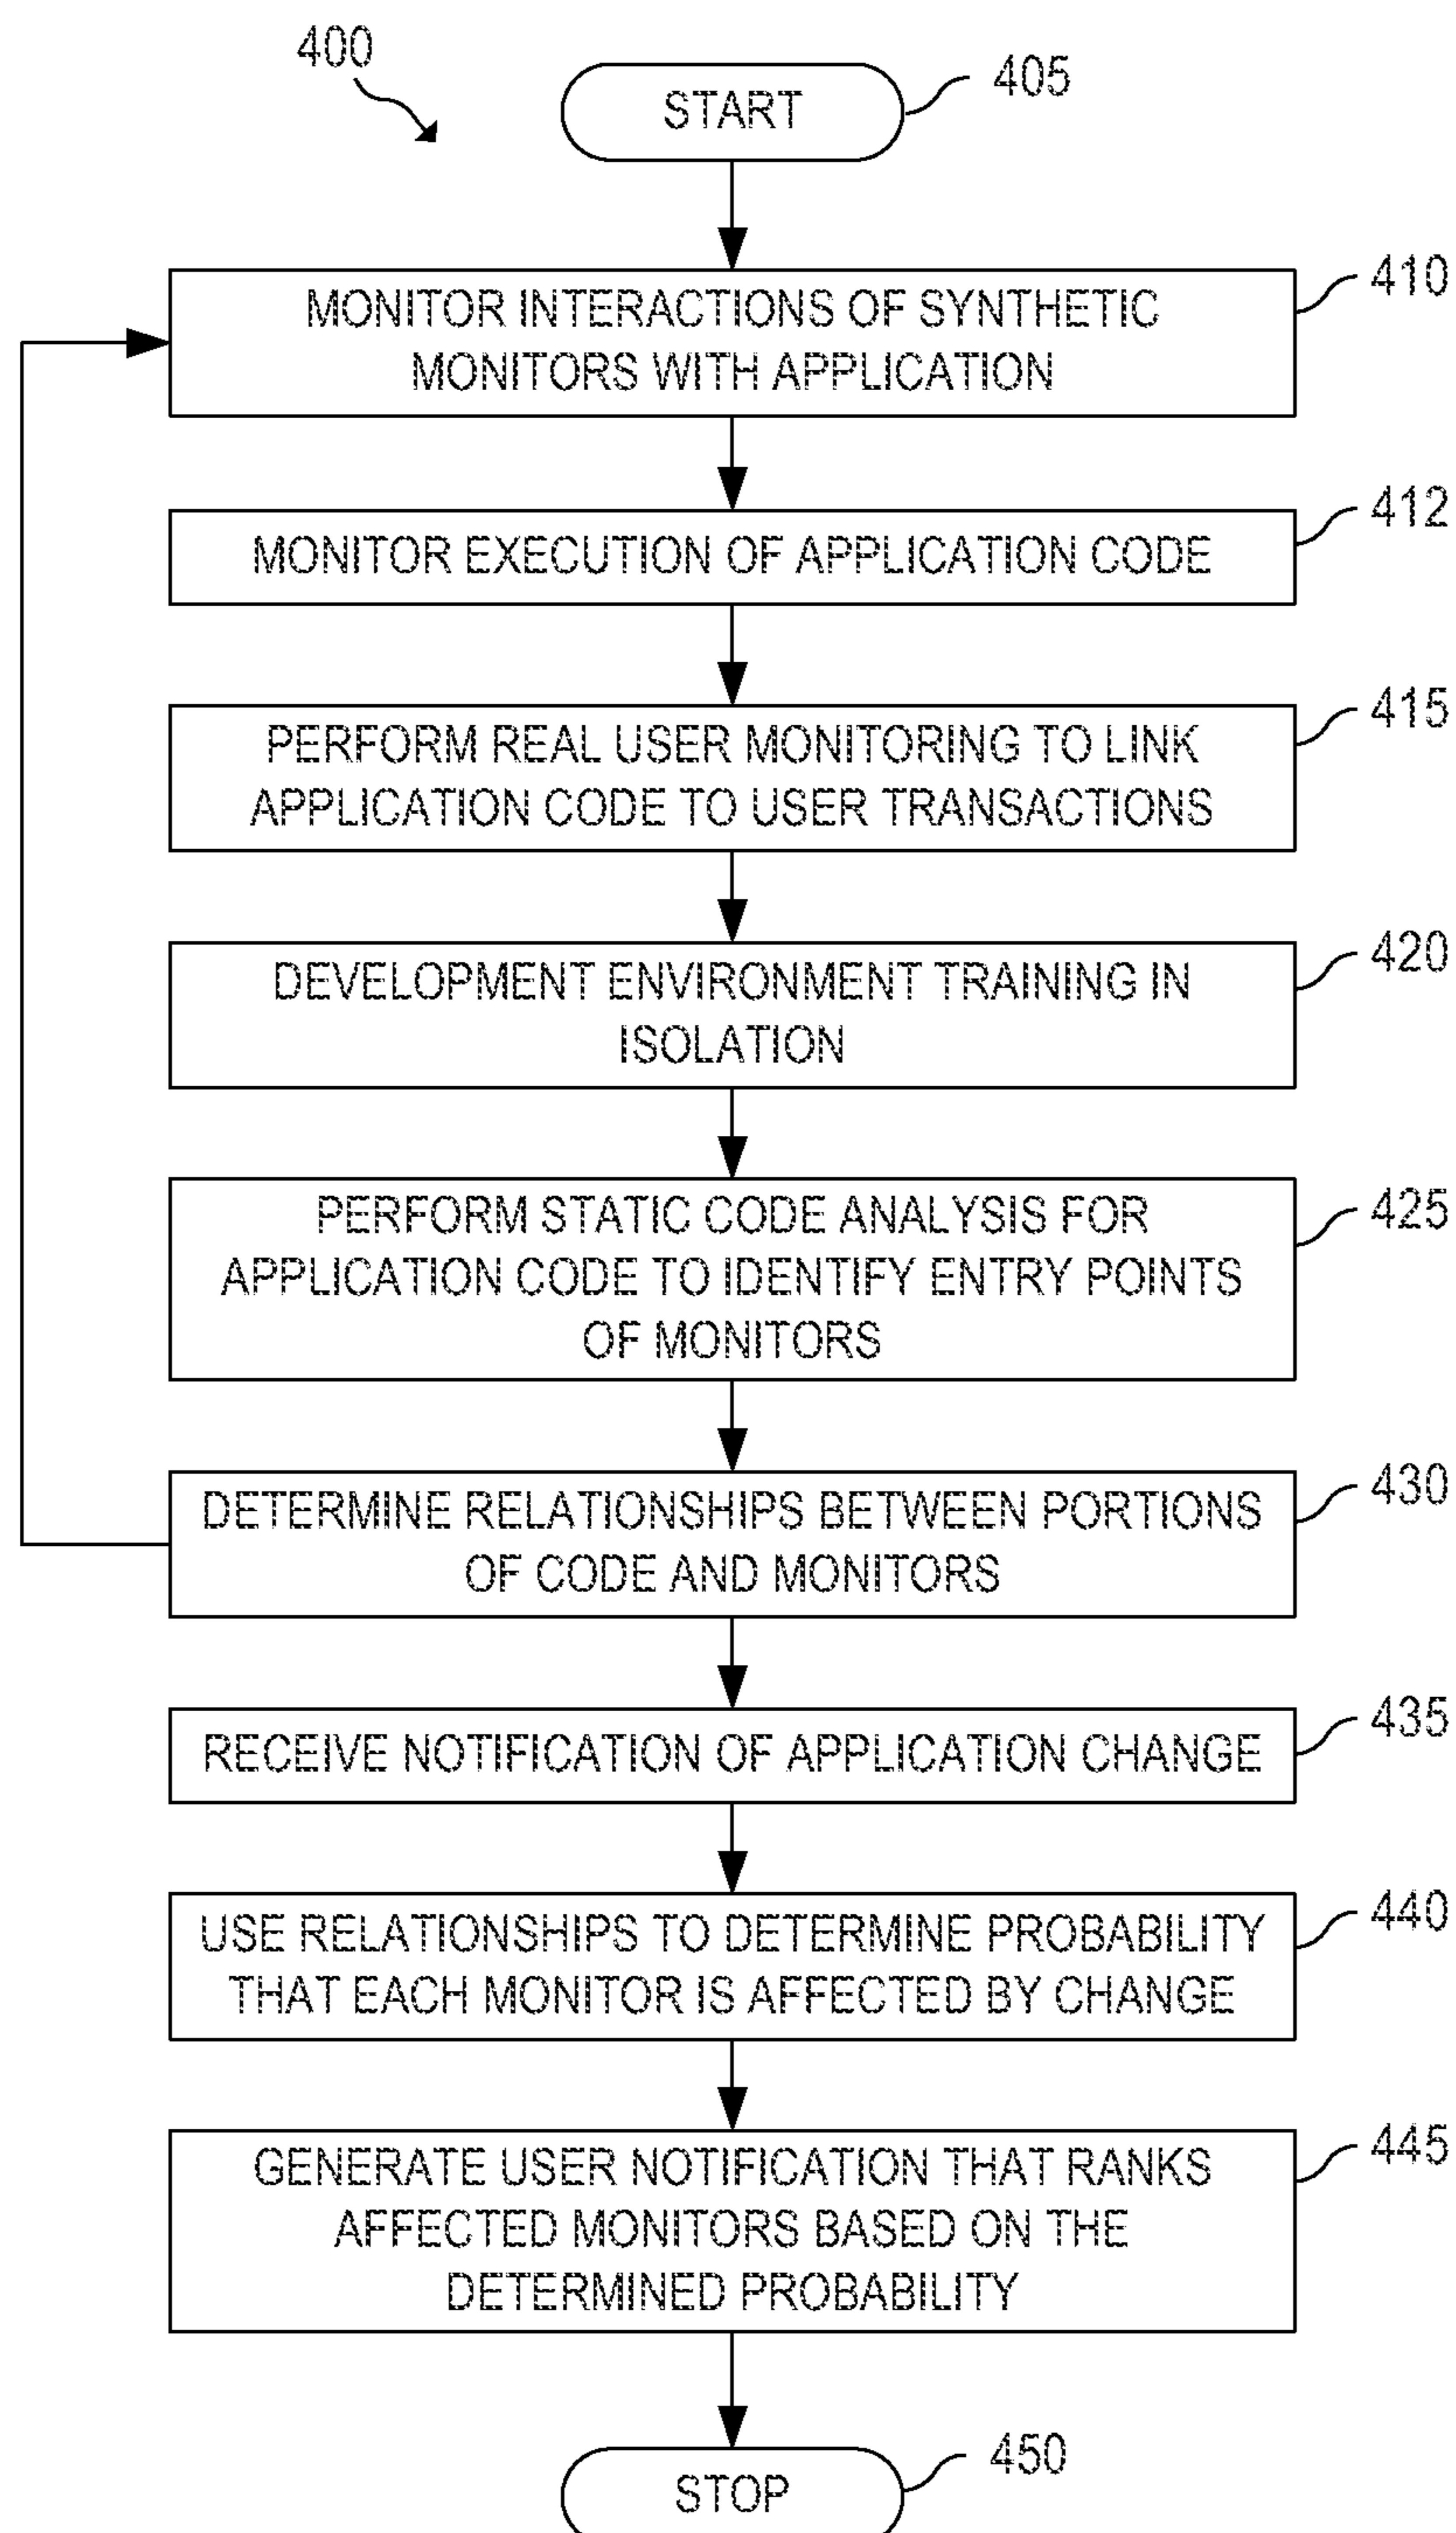 400
START
405
MONITOR INTERACTIONS OF SYNTHETIC
MONITORS WITH APPLICATION
410
MONITOR EXECUTION OF APPLICATION CODE
412
PERFORM REAL USER MONITORING TO LINK
APPLICATION CODE TO USER TRANSACTIONS
415
DEVELOPMENT ENVIRONMENT TRAINING IN
ISOLATION
420
PERFORM STATIC CODE ANALYSIS FOR
APPLICATION CODE TO IDENTIFY ENTRY POINTS
OF MONITORS
425
DETERMINE RELATIONSHIPS BETWEEN PORTIONS
OF CODE AND MONITORS
430
RECEIVE NOTIFICATION OF APPLICATION CHANGE
435
USE RELATIONSHIPS TO DETERMINE PROBABILITY
THAT EACH MONITOR IS AFFECTED BY CHANGE
440
GENERATE USER NOTIFICATION THAT RANKS
AFFECTED MONITORS BASED ON THE
DETERMINED PROBABILITY
445
STOP
450